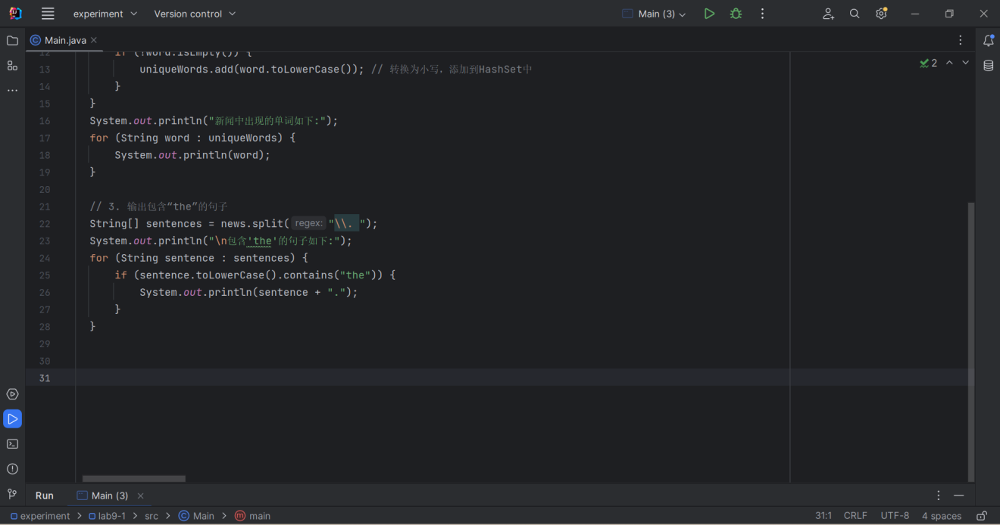 experiment Version control Main (3)
Main.java
12 if (!word.isEmpty()) {
13 uniqueWords.add(word.toLowerCase()); // 转换为小写，添加到HashSet中
2
14 }
15 }
16 System.out.println("新闻中出现的单词如下:");
17 for (String word : uniqueWords) {
18 System.out.println(word);
19 }
20
21 // 3. 输出包含“the”的句子
22 String[] sentences = news.split( regex: "\\. ");
23 System.out.println("\n包含'the'的句子如下:");
24 for (String sentence : sentences) {
25 if (sentence.toLowerCase().contains("the")) {
26 System.out.println(sentence + ".");
27 }
28 }
29
30
31
Run Main (3)
experiment > lab9-1 > src > Main > main 31:1 CRLF UTF-8 4 spaces